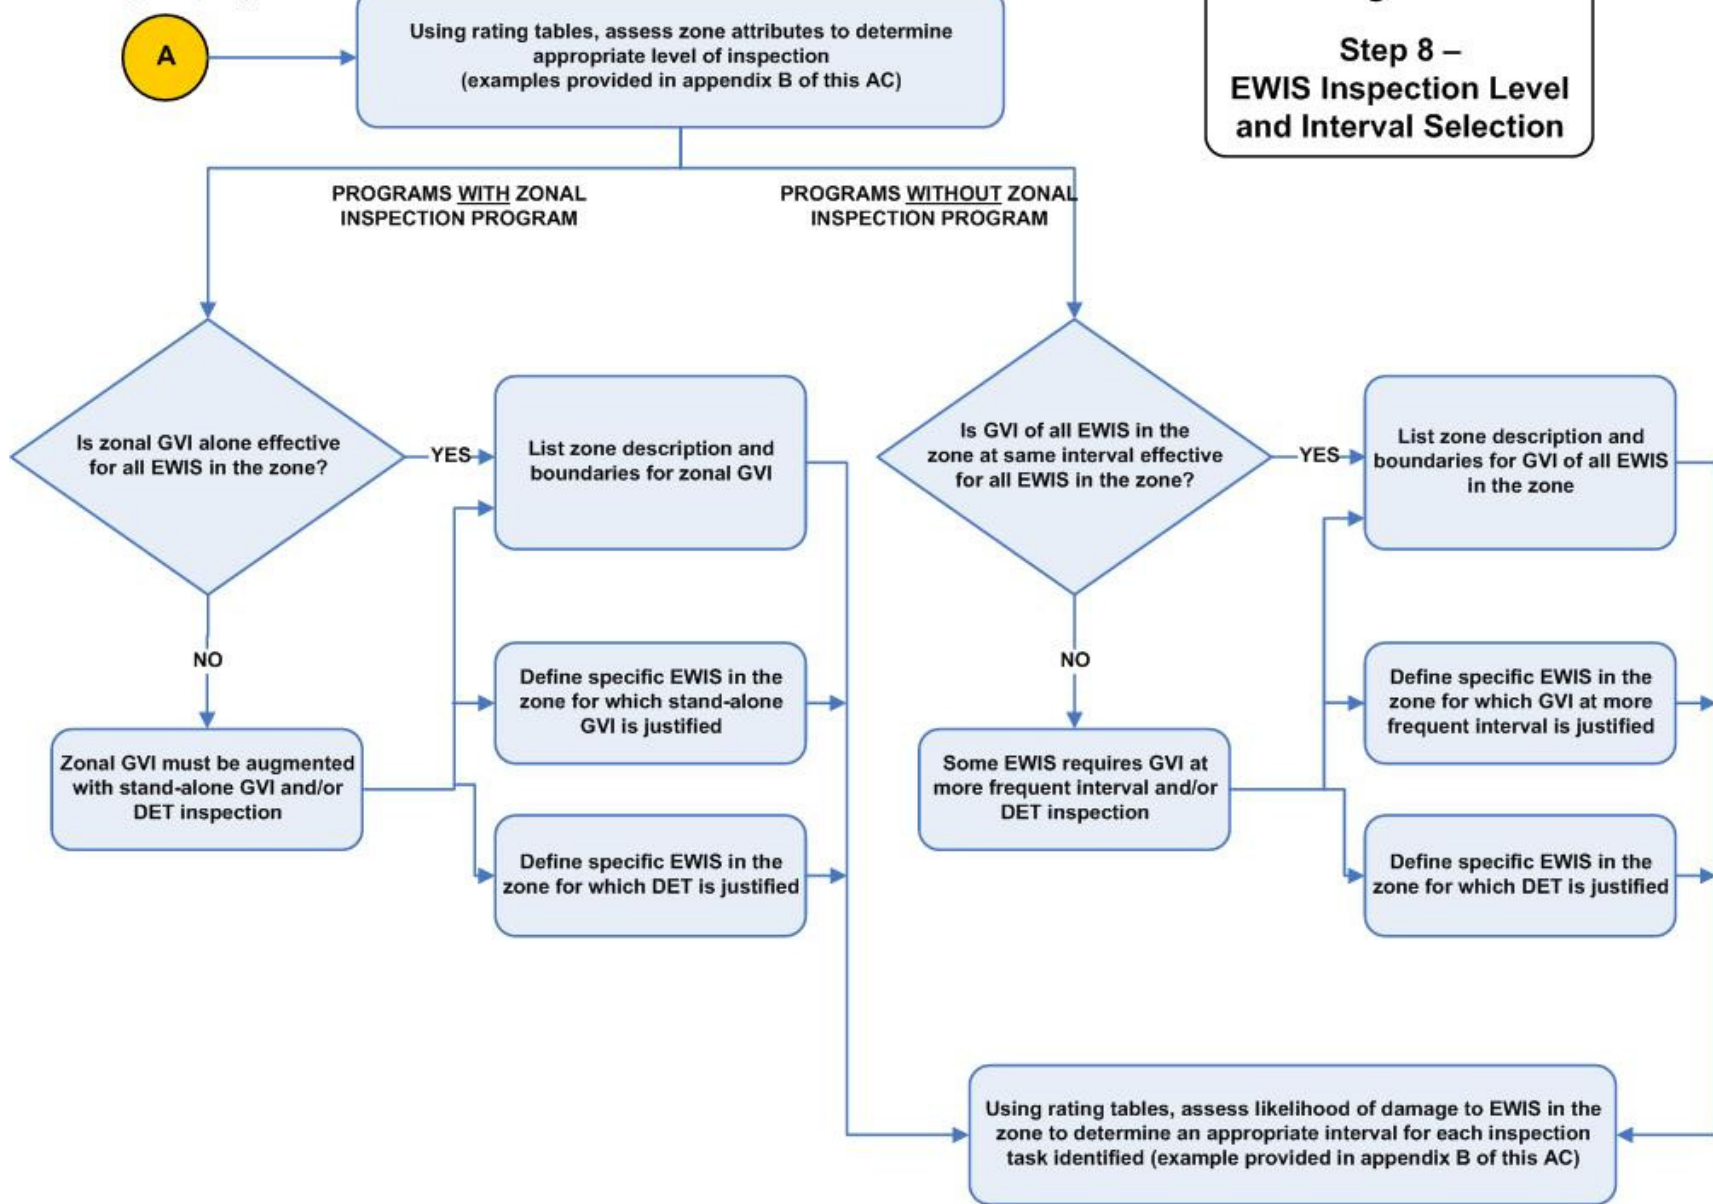 A
Using rating tables, assess zone attributes to determine
appropriate level of inspection
(examples provided in appendix B of this AC)
Step 8 –
EWIS Inspection Level
and Interval Selection
PROGRAMS WITH ZONAL
INSPECTION PROGRAM
PROGRAMS WITHOUT ZONAL
INSPECTION PROGRAM
Is zonal GVI alone effective
for all EWIS in the zone?
YES
List zone description and
boundaries for zonal GVI
Is GVI of all EWIS in the
zone at same interval effective
for all EWIS in the zone?
YES
List zone description and
boundaries for GVI of all EWIS
in the zone
NO
Define specific EWIS in the
zone for which stand-alone
GVI is justified
NO
Define specific EWIS in the
zone for which GVI at more
frequent interval is justified
Zonal GVI must be augmented
with stand-alone GVI and/or
DET inspection
Define specific EWIS in the
zone for which DET is justified
Some EWIS requires GVI at
more frequent interval and/or
DET inspection
Define specific EWIS in the
zone for which DET is justified
Using rating tables, assess likelihood of damage to EWIS in the
zone to determine an appropriate interval for each inspection
task identified (example provided in appendix B of this AC)